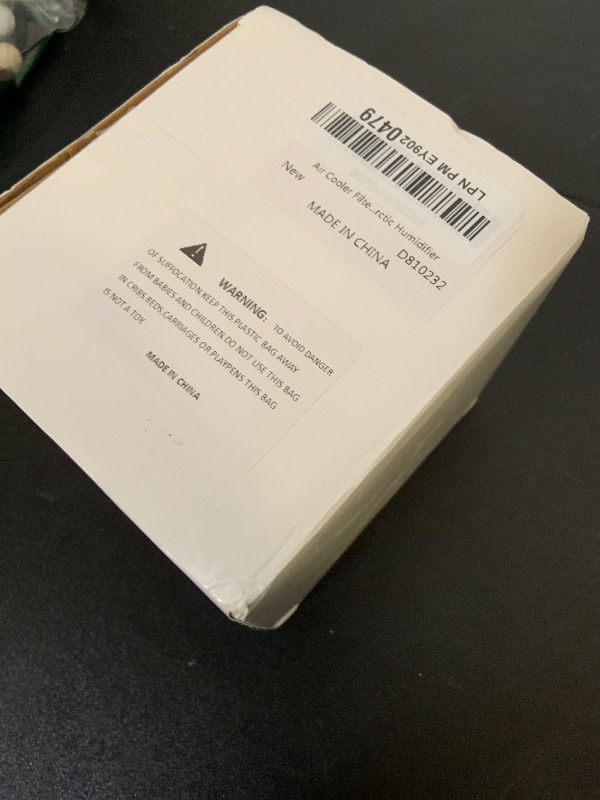 LPN PM EY9020479
Air Cooler Filte...rctic Humidifier
New
MADE IN CHINA
D810232
WARNING: TO AVOID DANGER
OF SUFFOCATION.KEEP THIS PLASTIC BAG AWAY
FROM BABIES AND CHILDREN.DO NOT USE THIS BAG
IN CRIBS,BEDS,CARRIAGES OR PLAYPENS THIS BAG
IS NOT A TOY.
MADE IN CHINA